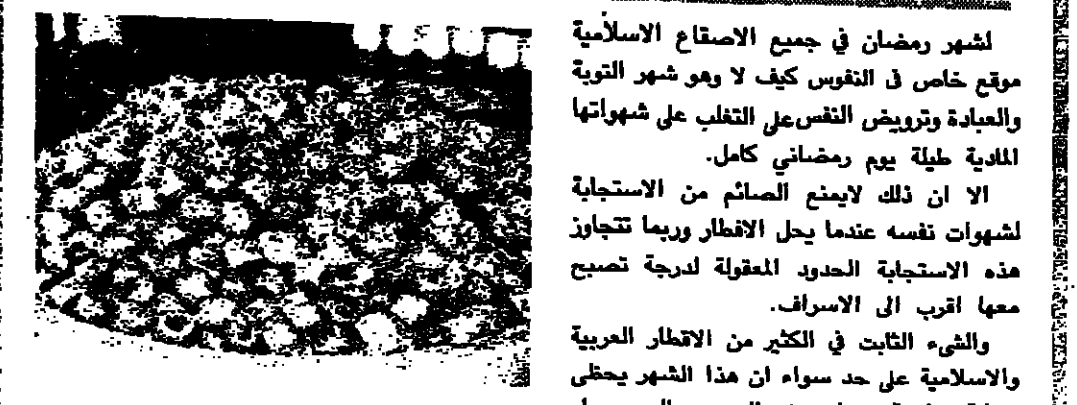 لشهر رمضان في جميع الاصقاع الاسلامية
موقع خاص فى النفوس كيف لا وهو شهر التوبة
والعبادة وترويض النفس على التغلب على شهواتها
المادية طيلة يوم رمضاني كامل.
الا ان ذلك لايمنع الصائم من الاستجابة
لشهوات نفسه عندما يحل الافطار وربما تتجاوز
هذه الاستجابة الحدود المعقولة لدرجة تصبح
معها اقرب الى الاسراف.
والشيء الثابت في الكثير من الاقطار العربية
والاسلامية على حد سواء ان هذا الشهر يحظى